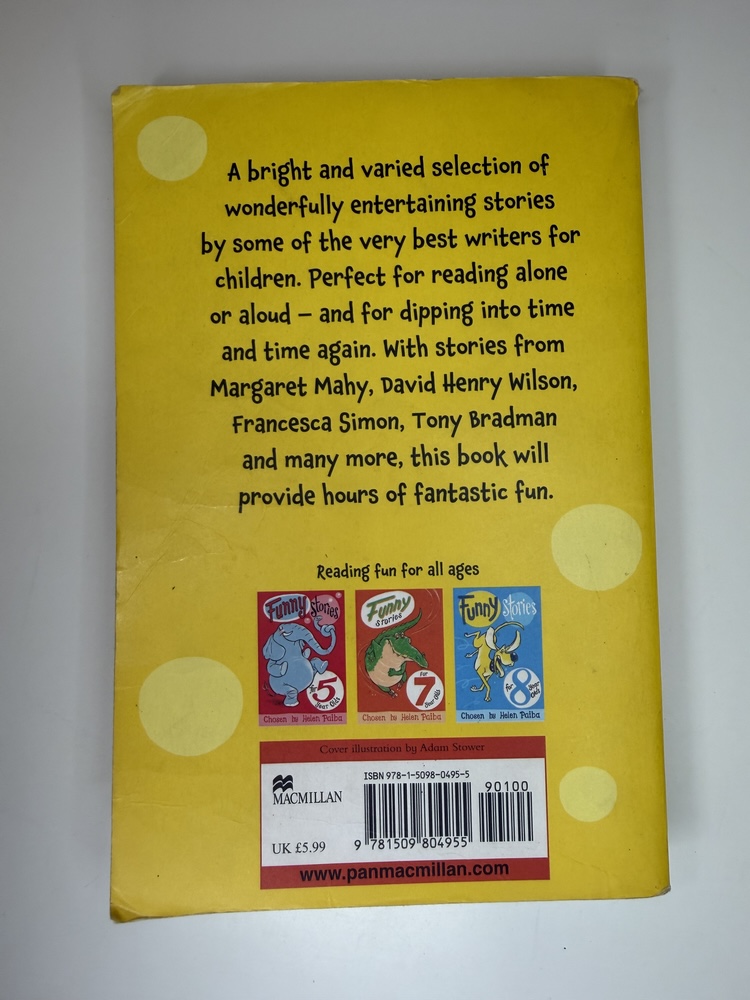 A bright and varied selection of
wonderfully entertaining stories
by some of the very best writers for
children. Perfect for reading alone
or aloud – and for dipping into time
and time again. With stories from
Margaret Mahy, David Henry Wilson,
Francesca Simon, Tony Bradman
and many more, this book will
provide hours of fantastic fun.
Reading fun for all ages
Funny Stories
for 5 Year Olds
Chosen by Helen Paiba
Funny Stories
for 7 Year Olds
Chosen by Helen Paiba
Funny Stories
for 8 Year Olds
Chosen by Helen Paiba
Cover illustration by Adam Stower
MACMILLAN
UK £5.99
ISBN 978-1-5098-0495-5
90100
9 781509 804955
www.panmacmillan.com